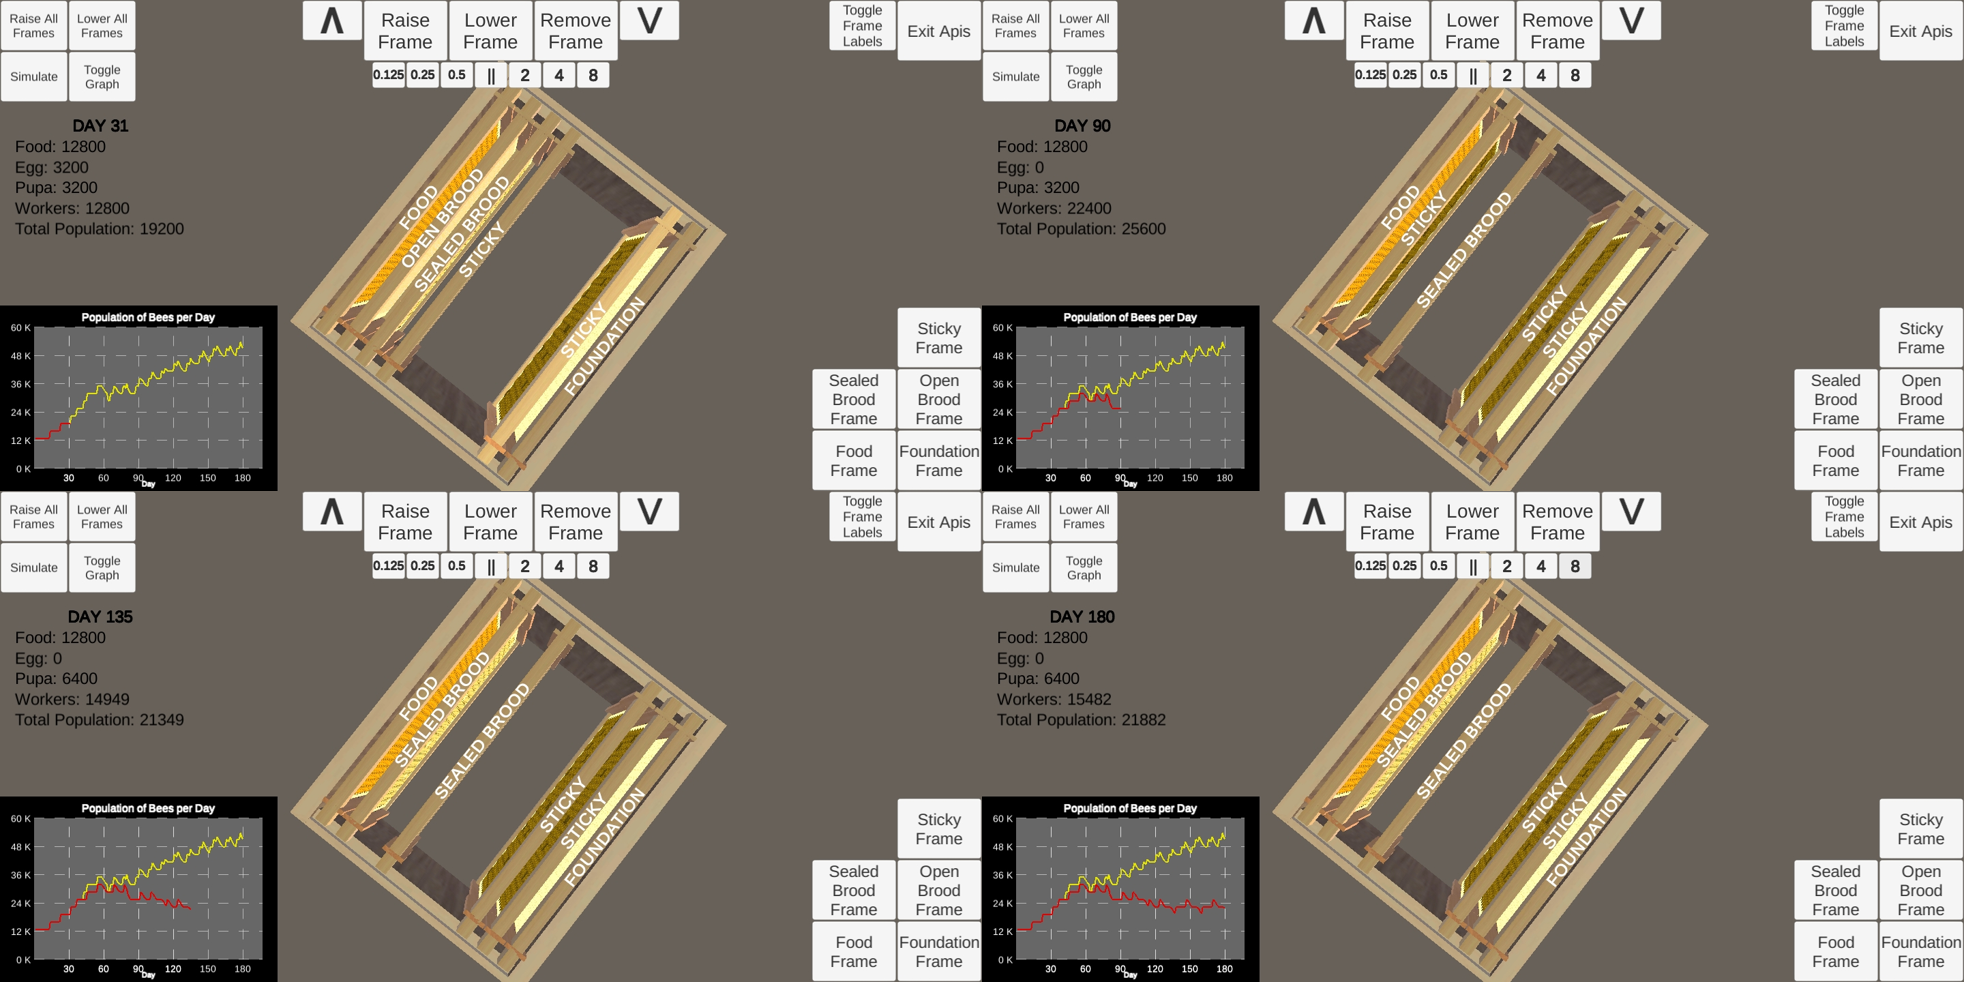 Raise All
Frames
Lower All
Frames
Simulate
Toggle
Graph
Λ
Raise
Frame
Lower
Frame
Remove
Frame
V
0.125 0.25 0.5 || 2 4 8
Toggle
Frame
Labels
Exit Apis
DAY 31
Food: 12800
Egg: 3200
Pupa: 3200
Workers: 12800
Total Population: 19200
FOOD
OPEN BROOD
SEALED BROOD
STICKY
STICKY
FOUNDATION
Population of Bees per Day
60 K
48 K
36 K
24 K
12 K
0 K
30 60 90 120 150 180
Day
Sticky
Frame
Sealed
Brood
Frame
Open
Brood
Frame
Food
Frame
Foundation
Frame
Raise All
Frames
Lower All
Frames
Simulate
Toggle
Graph
Λ
Raise
Frame
Lower
Frame
Remove
Frame
V
0.125 0.25 0.5 || 2 4 8
Toggle
Frame
Labels
Exit Apis
DAY 90
Food: 12800
Egg: 0
Pupa: 3200
Workers: 22400
Total Population: 25600
FOOD
STICKY
SEALED BROOD
STICKY
STICKY
FOUNDATION
Population of Bees per Day
60 K
48 K
36 K
24 K
12 K
0 K
30 60 90 120 150 180
Day
Sticky
Frame
Sealed
Brood
Frame
Open
Brood
Frame
Food
Frame
Foundation
Frame
Raise All
Frames
Lower All
Frames
Simulate
Toggle
Graph
Λ
Raise
Frame
Lower
Frame
Remove
Frame
V
0.125 0.25 0.5 || 2 4 8
Toggle
Frame
Labels
Exit Apis
DAY 135
Food: 12800
Egg: 0
Pupa: 6400
Workers: 14949
Total Population: 21349
FOOD
SEALED BROOD
SEALED BROOD
STICKY
STICKY
FOUNDATION
Population of Bees per Day
60 K
48 K
36 K
24 K
12 K
0 K
30 60 90 120 150 180
Day
Sticky
Frame
Sealed
Brood
Frame
Open
Brood
Frame
Food
Frame
Foundation
Frame
Raise All
Frames
Lower All
Frames
Simulate
Toggle
Graph
Λ
Raise
Frame
Lower
Frame
Remove
Frame
V
0.125 0.25 0.5 || 2 4 8
Toggle
Frame
Labels
Exit Apis
DAY 180
Food: 12800
Egg: 0
Pupa: 6400
Workers: 15482
Total Population: 21882
FOOD
SEALED BROOD
SEALED BROOD
STICKY
STICKY
FOUNDATION
Population of Bees per Day
60 K
48 K
36 K
24 K
12 K
0 K
30 60 90 120 150 180
Day
Sticky
Frame
Sealed
Brood
Frame
Open
Brood
Frame
Food
Frame
Foundation
Frame